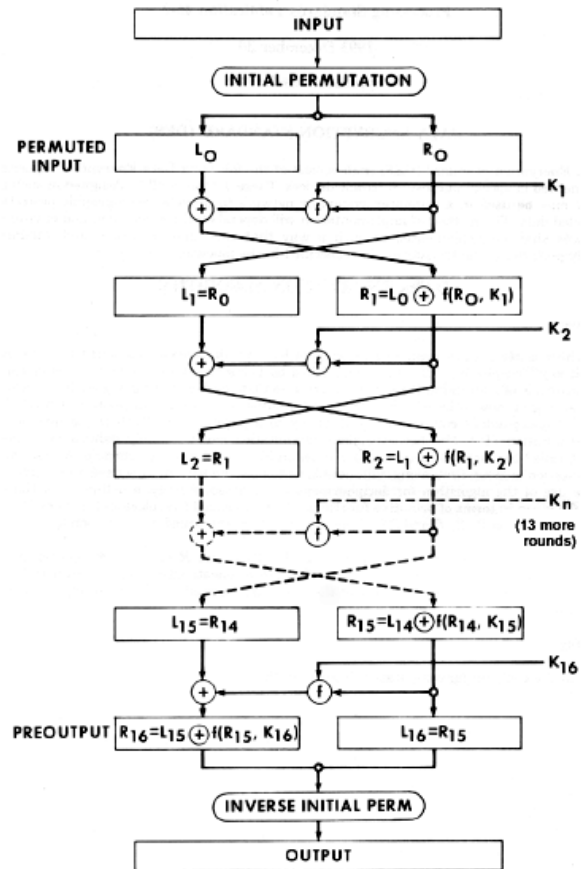 INPUT
INITIAL PERMUTATION
PERMUTED
INPUT
L₀
R₀
K₁
+
f
L₁=R₀
R₁=L₀ ⊕ f(R₀, K₁)
K₂
+
f
L₂=R₁
R₂=L₁ ⊕ f(R₁, K₂)
Kₙ
(13 more
rounds)
+
f
L₁₅=R₁₄
R₁₅=L₁₄ ⊕ f(R₁₄, K₁₅)
K₁₆
+
f
PREOUTPUT
R₁₆=L₁₅ ⊕ f(R₁₅, K₁₆)
L₁₆=R₁₅
INVERSE INITIAL PERM
OUTPUT